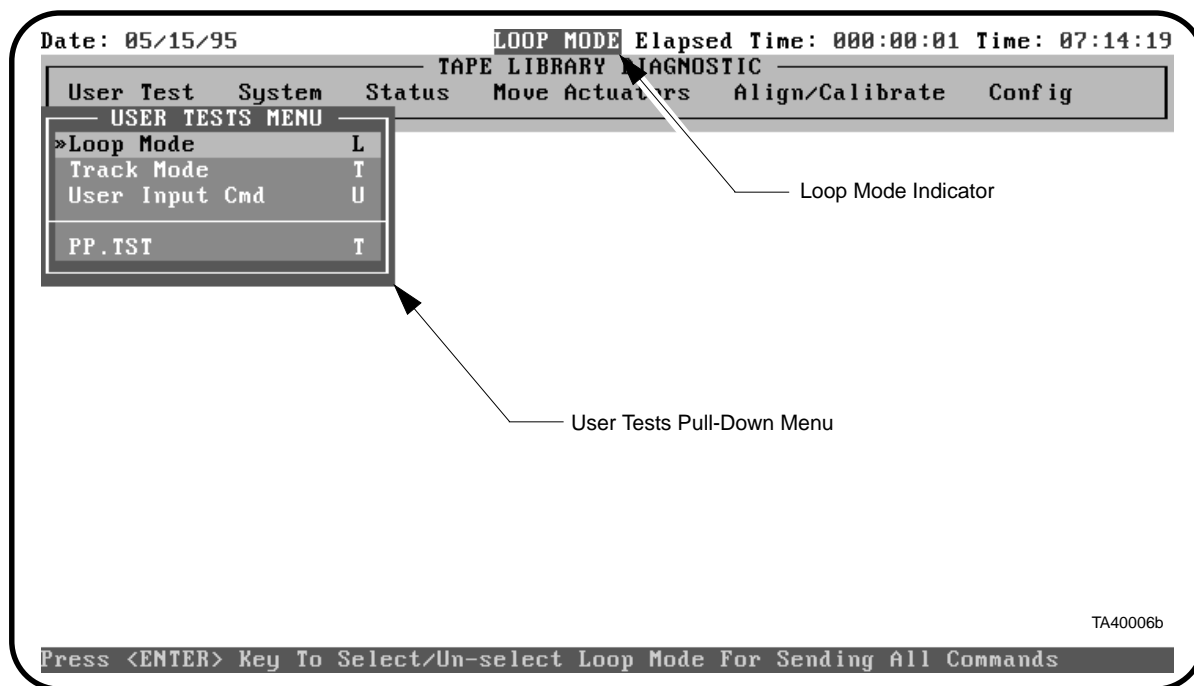 Date: 05/15/95 LOOP MODE Elapsed Time: 000:00:01 Time: 07:14:19
TAPE LIBRARY DIAGNOSTIC
User Test System Status Move Actuators Align/Calibrate Config
USER TESTS MENU
»Loop Mode L
Track Mode T
User Input Cmd U
PP.TST T
Loop Mode Indicator
User Tests Pull-Down Menu
TA40006b
Press <ENTER> Key To Select/Un-select Loop Mode For Sending All Commands